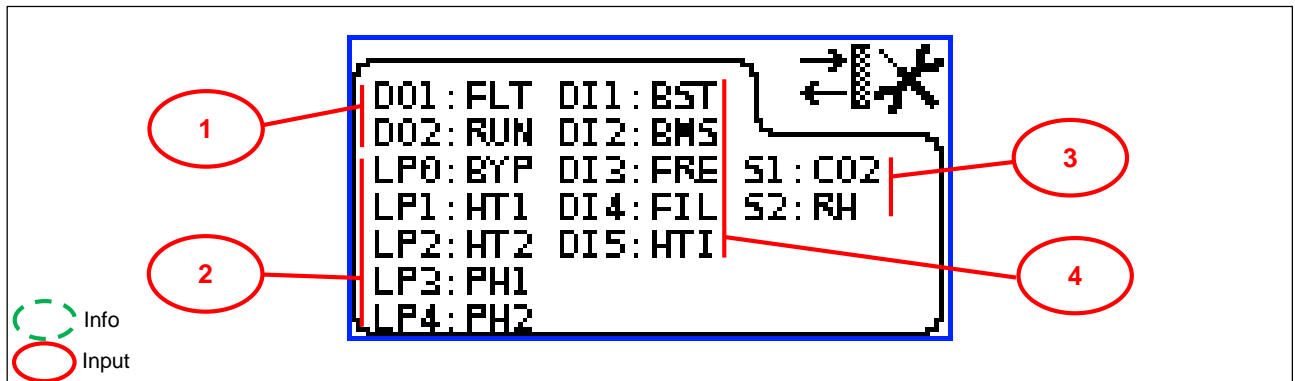 DO1:FLT DI1:BST
DO2:RUN DI2:BMS
LP0:BYP DI3:FRE S1:CO2
LP1:HT1 DI4:FIL S2:RH
LP2:HT2 DI5:HTI
LP3:PH1
LP4:PH2
1
2
3
4
Info
Input